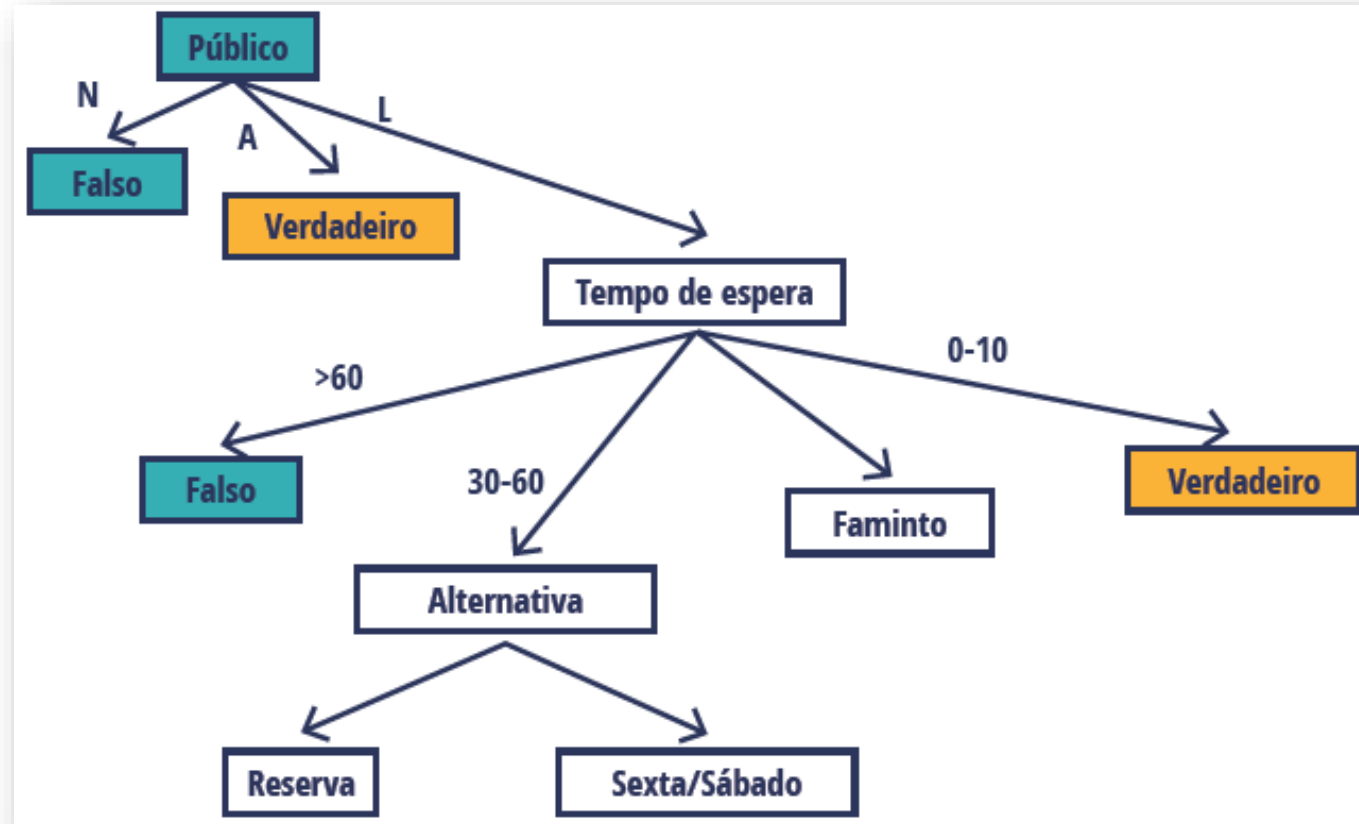 Público
N
A
L
Falso
Verdadeiro
Tempo de espera
>60
30-60
0-10
Falso
Alternativa
Faminto
Verdadeiro
Reserva
Sexta/Sábado